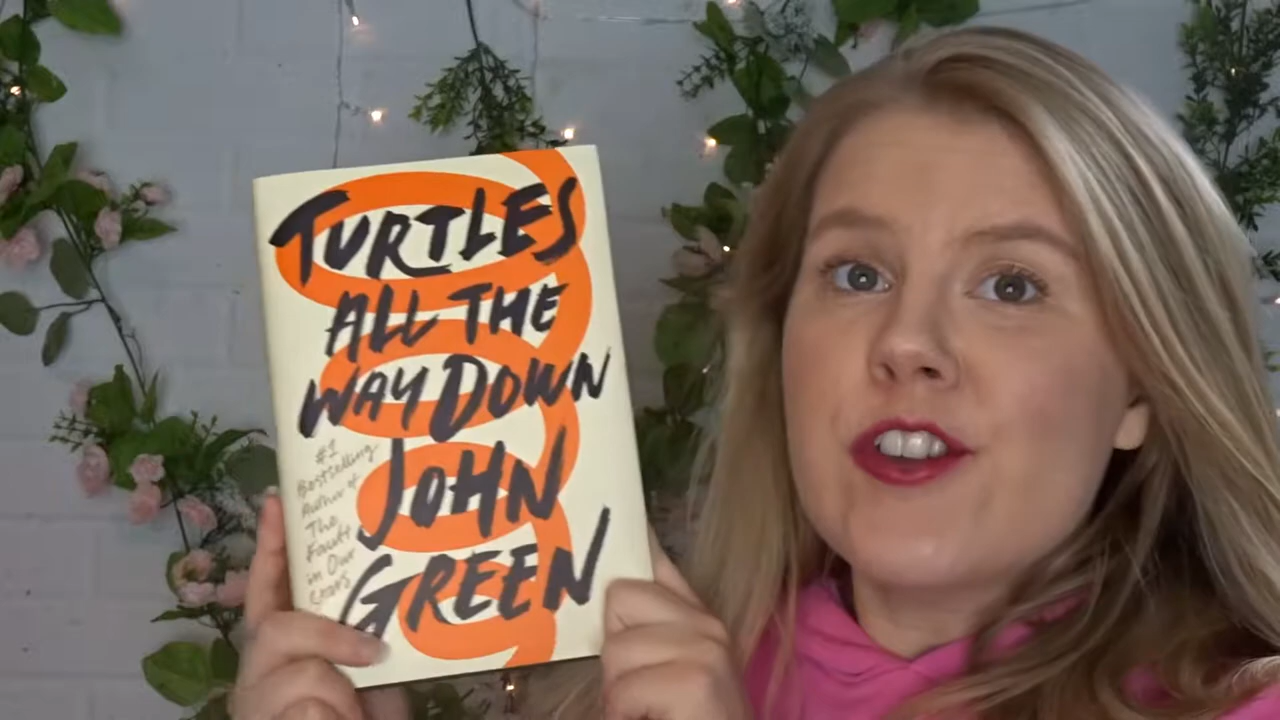 TURTLES
ALL THE
WAY DOWN
JOHN
GREEN
#1
Bestselling
Author of
The
Fault
in Our
Stars